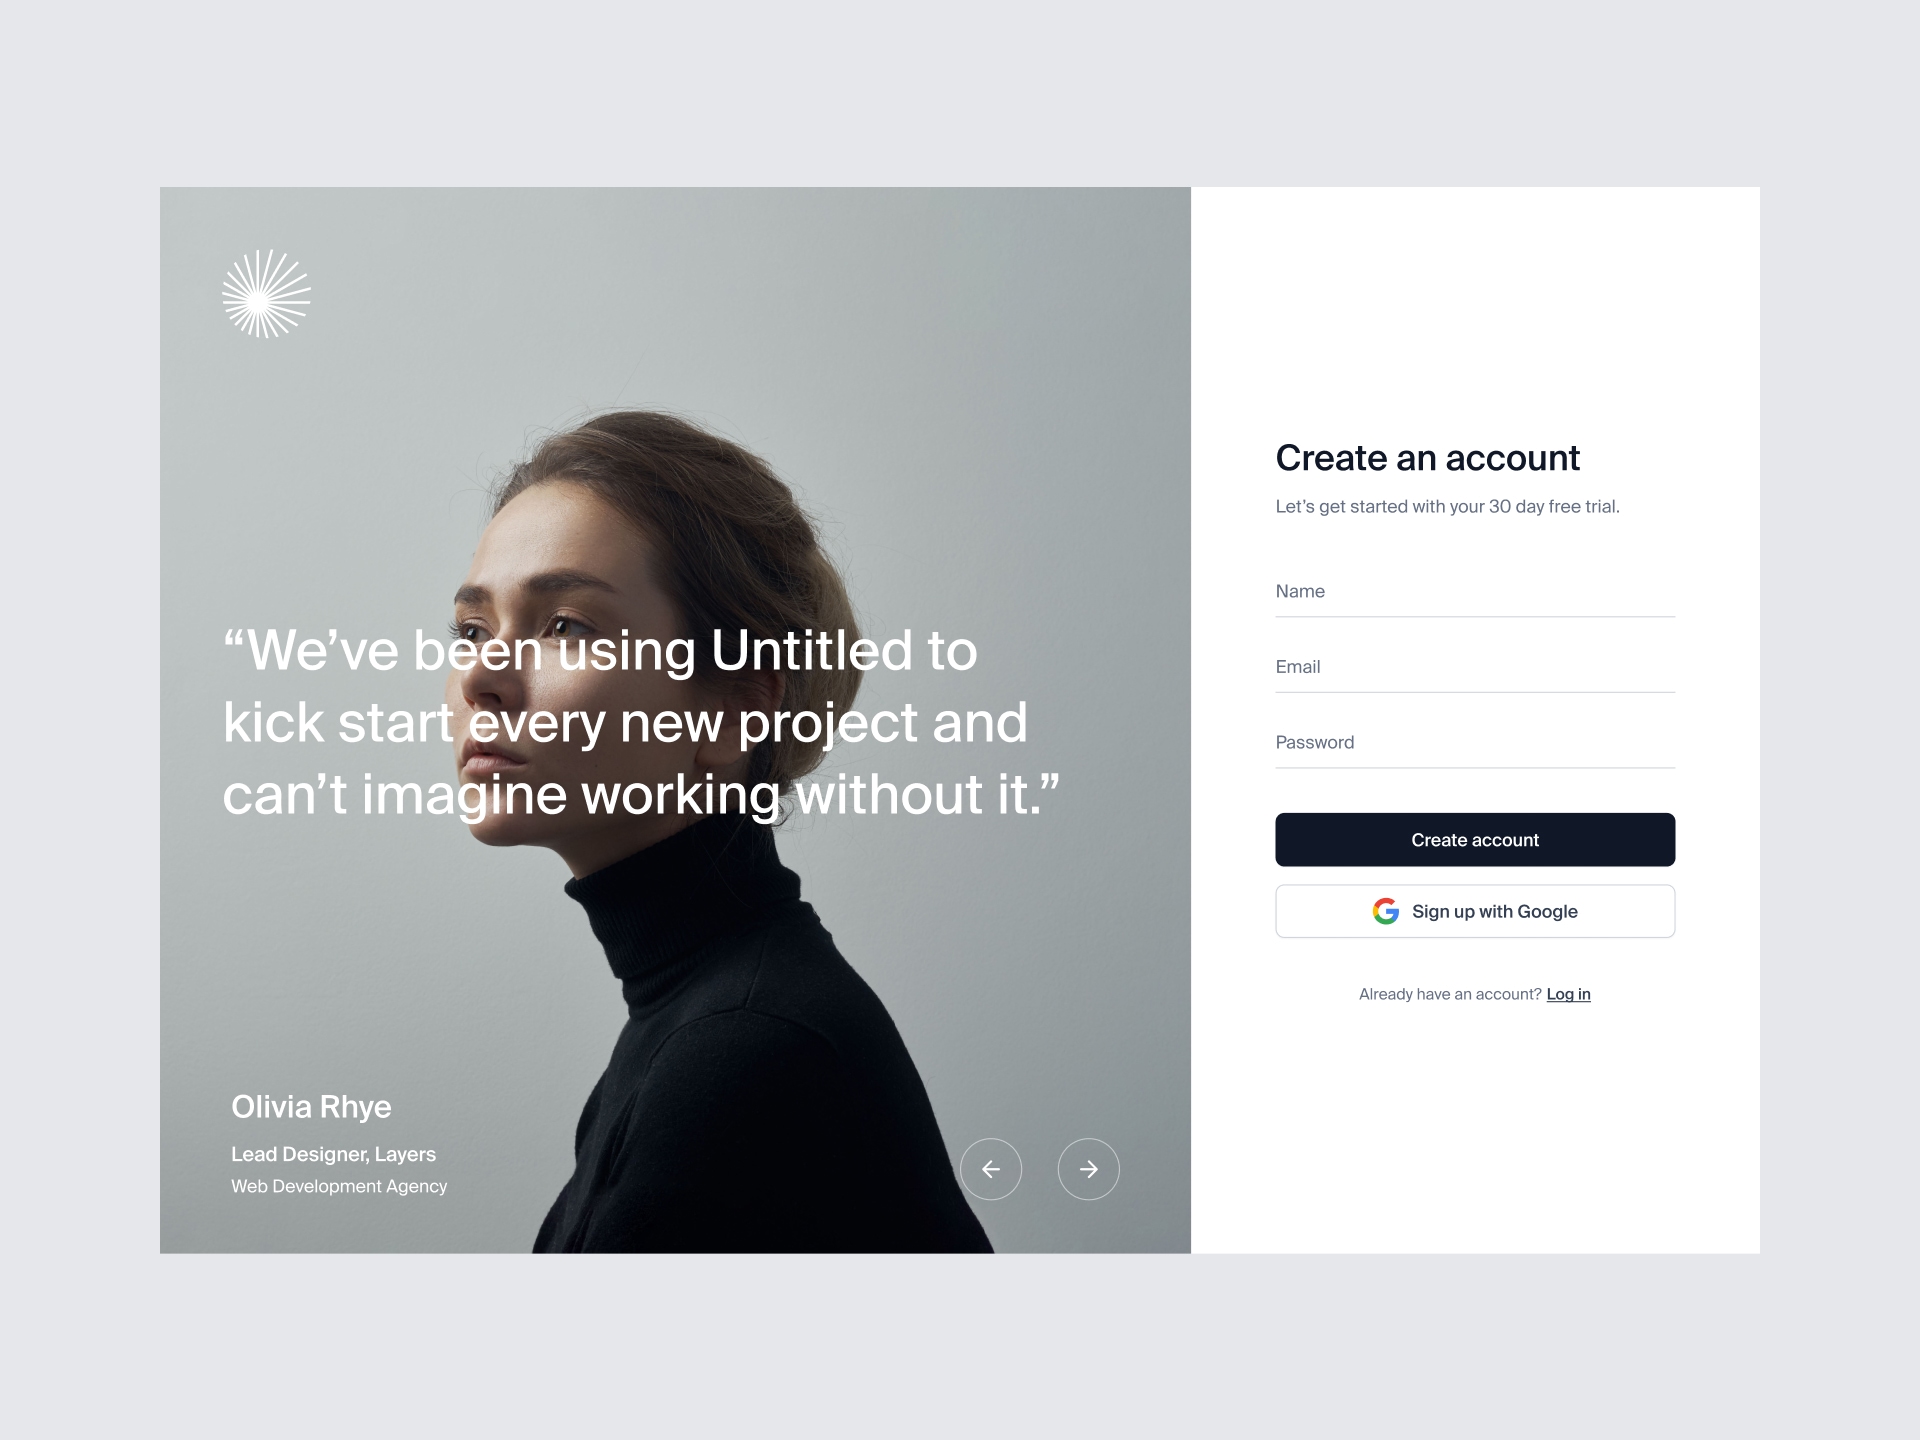 “We’ve been using Untitled to
kick start every new project and
can’t imagine working without it.”
Olivia Rhye
Lead Designer, Layers
Web Development Agency
Create an account
Let’s get started with your 30 day free trial.
Name
Email
Password
Create account
Sign up with Google
Already have an account? Log in